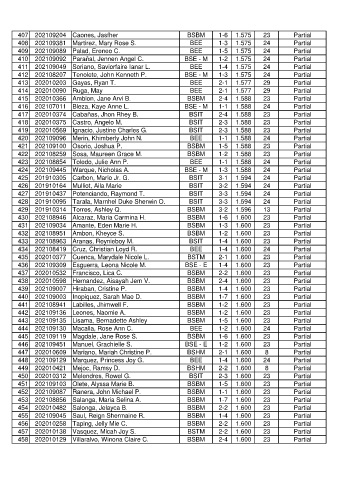 407 202109204 Caones, Jasfher BSBM 1-6 1.575 23 Partial
408 202109381 Martirez, Mary Rose S. BEE 1-3 1.575 24 Partial
409 202109089 Palad, Erenco C. BEE 1-5 1.575 24 Partial
410 202109092 Parañal, Jennen Angel C. BSE - M 1-2 1.575 24 Partial
411 202109049 Soriano, Saviorfaire Ianar L. BEE 1-4 1.575 24 Partial
412 202108207 Tenolete, John Kenneth P. BSE - M 1-3 1.575 24 Partial
413 202010203 Gayas, Ryan T. BEE 2-1 1.577 29 Partial
414 202010090 Ruga, May BEE 2-1 1.577 29 Partial
415 202010366 Ambion, Jane Arvi B. BSBM 2-4 1.588 23 Partial
416 202107011 Bleza, Kaye Anne L. BSE - M 1-1 1.588 24 Partial
417 202010374 Cabañas, Jhon Rhey B. BSIT 2-4 1.588 23 Partial
418 202010375 Castro, Angelo M. BSIT 2-3 1.588 23 Partial
419 202010569 Ignacio, Justine Charles G. BSIT 2-3 1.588 23 Partial
420 202109096 Merin, Khimberly John N. BEE 1-1 1.588 24 Partial
421 202109100 Osorio, Joshua P. BSBM 1-5 1.588 23 Partial
422 202108259 Sosa, Maureen Grace M. BSBM 1-2 1.588 23 Partial
423 202108854 Toledo, Julie Ann P. BEE 1-1 1.588 24 Partial
424 202109445 Warque, Nicholas A. BSE - M 1-3 1.588 24 Partial
425 201910305 Carbon, Mario Jr. G. BSIT 3-1 1.594 24 Partial
426 201910164 Mullot, Alia Marie BSIT 3-2 1.594 24 Partial
427 201910437 Potenciando, Raymond T. BSIT 3-3 1.594 24 Partial
428 201910095 Tarala, Marnhel Duke Sherwin O. BSIT 3-3 1.594 24 Partial
429 201910314 Torres, Ashley Q. BSBM 3-2 1.596 13 Partial
430 202108946 Alcaraz, Maria Carmina H. BSBM 1-6 1.600 23 Partial
431 202109034 Amante, Eden Marie H. BSBM 1-3 1.600 23 Partial
432 202108951 Amon, Kheyce S. BSBM 1-2 1.600 23 Partial
433 202108963 Aranas, Reynieboy M. BSIT 1-4 1.600 23 Partial
434 202108419 Cruz, Christian Loyd R. BEE 1-4 1.600 24 Partial
435 202010377 Cuenca, Marydale Nicole L. BSTM 2-1 1.600 23 Partial
436 202109309 Esguerra, Leona Nicole M. BSE - E 1-4 1.600 23 Partial
437 202010532 Francisco, Lica C. BSBM 2-2 1.600 23 Partial
438 202010598 Hernandez, Assayah Jem V. BSBM 2-4 1.600 23 Partial
439 202109007 Hiraban, Cristine P. BSBM 1-4 1.600 23 Partial
440 202109003 Inopiquez, Sarah Mae D. BSBM 1-7 1.600 23 Partial
441 202108941 Labilles, Jhinwell F. BSBM 1-2 1.600 23 Partial
442 202109136 Leones, Naomie A. BSBM 1-2 1.600 23 Partial
443 202109135 Lisama, Bernadette Ashley BSBM 1-5 1.600 23 Partial
444 202109130 Macalla, Rose Ann C. BEE 1-2 1.600 24 Partial
445 202109119 Magdale, Jane Rose S. BSBM 1-6 1.600 23 Partial
446 202109451 Manuel, Grachielle S. BSE - E 1-2 1.600 23 Partial
447 202010609 Mariano, Mariah Christine P. BSHM 2-1 1.600 8 Partial
448 202109129 Marquez, Princess Joy G. BEE 1-4 1.600 24 Partial
449 202010421 Mejoc, Ramsy D. BSHM 2-2 1.600 8 Partial
450 202010312 Melendres, Rowel G. BSIT 2-3 1.600 23 Partial
451 202109103 Olete, Alyssa Marie B. BSBM 1-5 1.600 23 Partial
452 202109087 Ranera, John Michael P. BSBM 1-1 1.600 23 Partial
453 202108856 Salanga, Maria Selina A. BSBM 1-7 1.600 23 Partial
454 202010482 Salonga, Jelayca B. BSBM 2-2 1.600 23 Partial
455 202109045 Saul, Reign Shermaine R. BSBM 1-4 1.600 23 Partial
456 202010258 Taping, Jelly Mie C. BSBM 2-2 1.600 23 Partial
457 202010138 Vasquez, Micah Joy S. BSTM 2-2 1.600 23 Partial
458 202010129 Villaralvo, Winona Claire C. BSBM 2-4 1.600 23 Partial